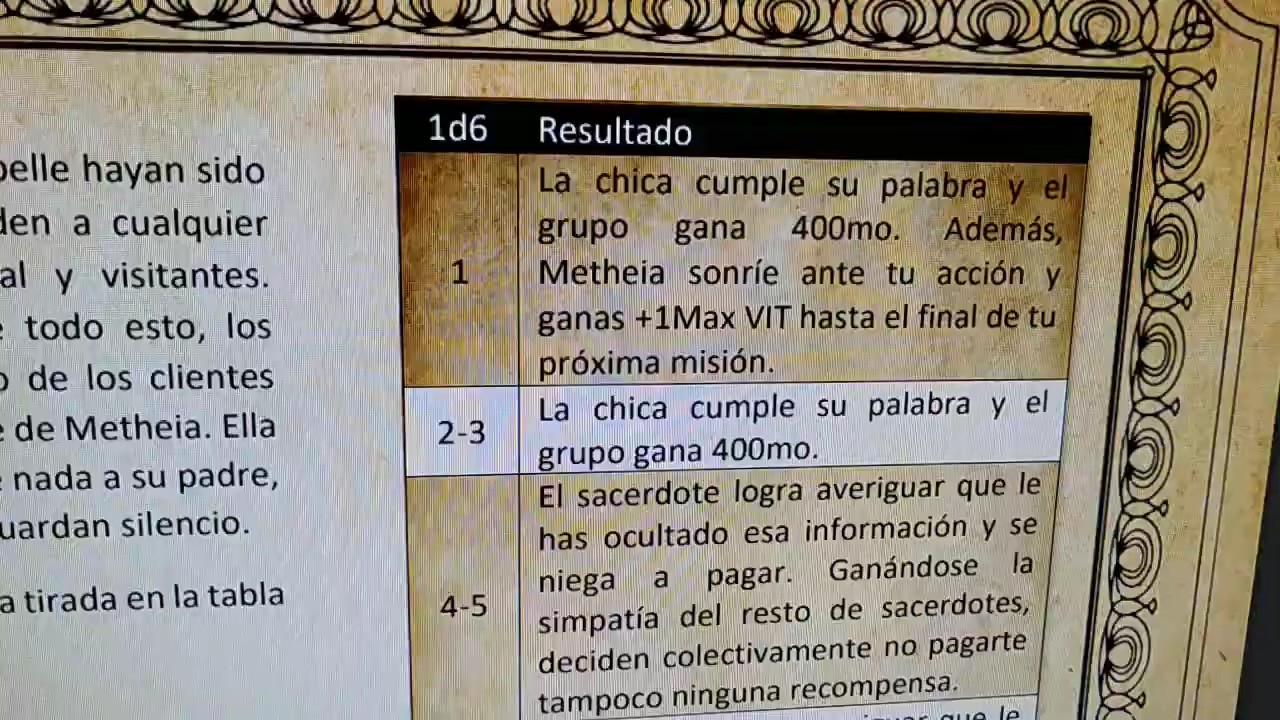 belle hayan sido
den a cualquier
al y visitantes.
todo esto, los
de los clientes
de Metheia. Ella
nada a su padre,
uardan silencio.
a tirada en la tabla
1d6 Resultado
1
La chica cumple su palabra y el
grupo gana 400mo. Además,
Metheia sonríe ante tu acción y
ganas +1Max VIT hasta el final de tu
próxima misión.
2-3
La chica cumple su palabra y el
grupo gana 400mo.
4-5
El sacerdote logra averiguar que le
has ocultado esa información y se
niega a pagar. Ganándose la
simpatía del resto de sacerdotes,
deciden colectivamente no pagarte
tampoco ninguna recompensa.
que le